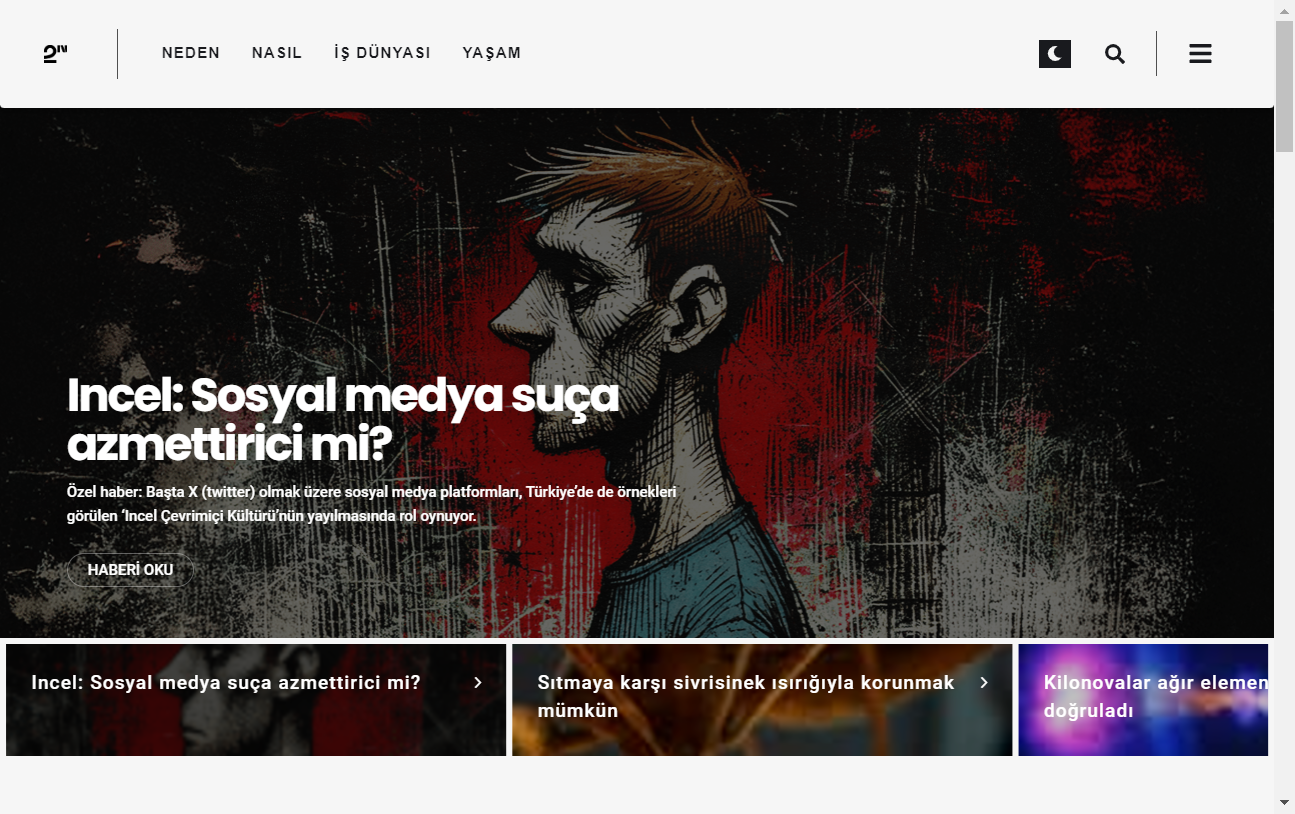 2N
NEDEN NASIL İŞ DÜNYASI YAŞAM
Incel: Sosyal medya suça
azmettirici mi?
Özel haber: Başta X (twitter) olmak üzere sosyal medya platformları, Türkiye’de de örnekleri
görülen ‘Incel Çevrimiçi Kültürü’nün yayılmasında rol oynuyor.
HABERİ OKU
Incel: Sosyal medya suça azmettirici mi?
Sıtmaya karşı sivrisinek ısırığıyla korunmak
mümkün
Kilonovalar ağır elemen
doğruladı